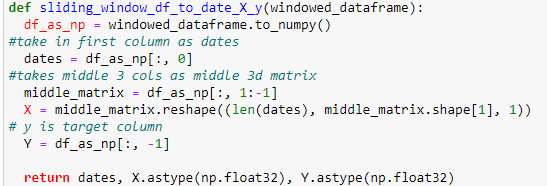 def sliding_window_df_to_date_X_y(windowed_dataframe):
df_as_np = windowed_dataframe.to_numpy()
#take in first column as dates
dates = df_as_np[:, 0]
#takes middle 3 cols as middle 3d matrix
middle_matrix = df_as_np[:, 1:-1]
X = middle_matrix.reshape((len(dates), middle_matrix.shape[1], 1))
# y is target column
Y = df_as_np[:, -1]
return dates, X.astype(np.float32), Y.astype(np.float32)